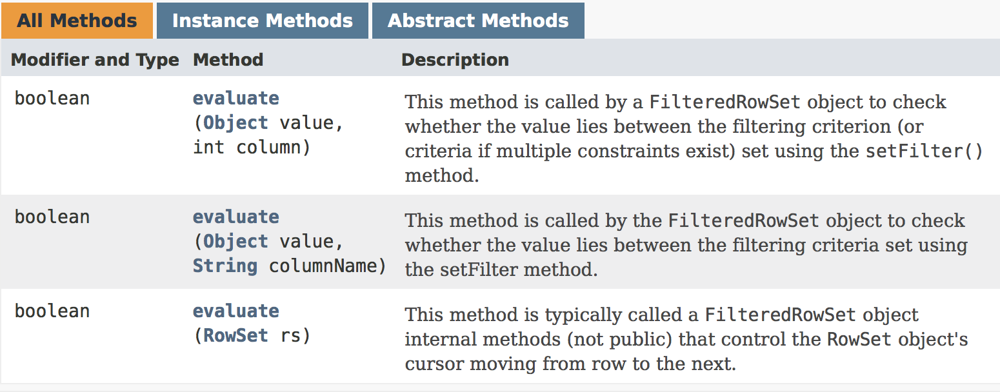 All Methods Instance Methods Abstract Methods
Modifier and Type Method Description
boolean evaluate This method is called by a FilteredRowSet object to check
(Object value, whether the value lies between the filtering criterion (or
int column) criteria if multiple constraints exist) set using the setFilter()
method.
boolean evaluate This method is called by the FilteredRowSet object to check
(Object value, whether the value lies between the filtering criteria set using
String columnName) the setFilter method.
boolean evaluate This method is typically called a FilteredRowSet object
(RowSet rs) internal methods (not public) that control the RowSet object's
cursor moving from row to the next.